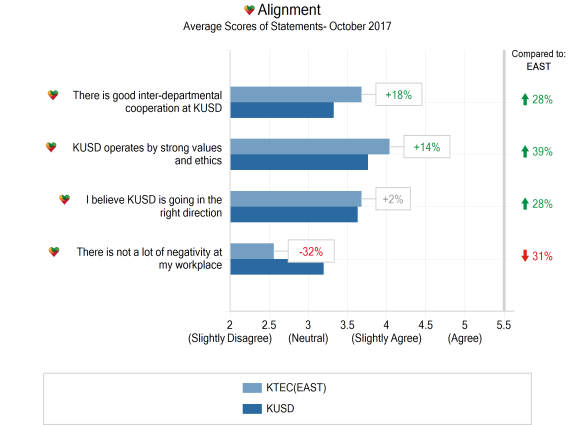 Alignment
Average Scores of Statements- October 2017
Compared to:
EAST
There is good inter-departmental
cooperation at KUSD
+18%
28%
KUSD operates by strong values
and ethics
+14%
39%
I believe KUSD is going in the
right direction
+2%
28%
There is not a lot of negativity at
my workplace
-32%
31%
2 2.5 3 3.5 4 4.5 5 5.5
(Slightly Disagree) (Neutral) (Slightly Agree) (Agree)
KTEC(EAST)
KUSD